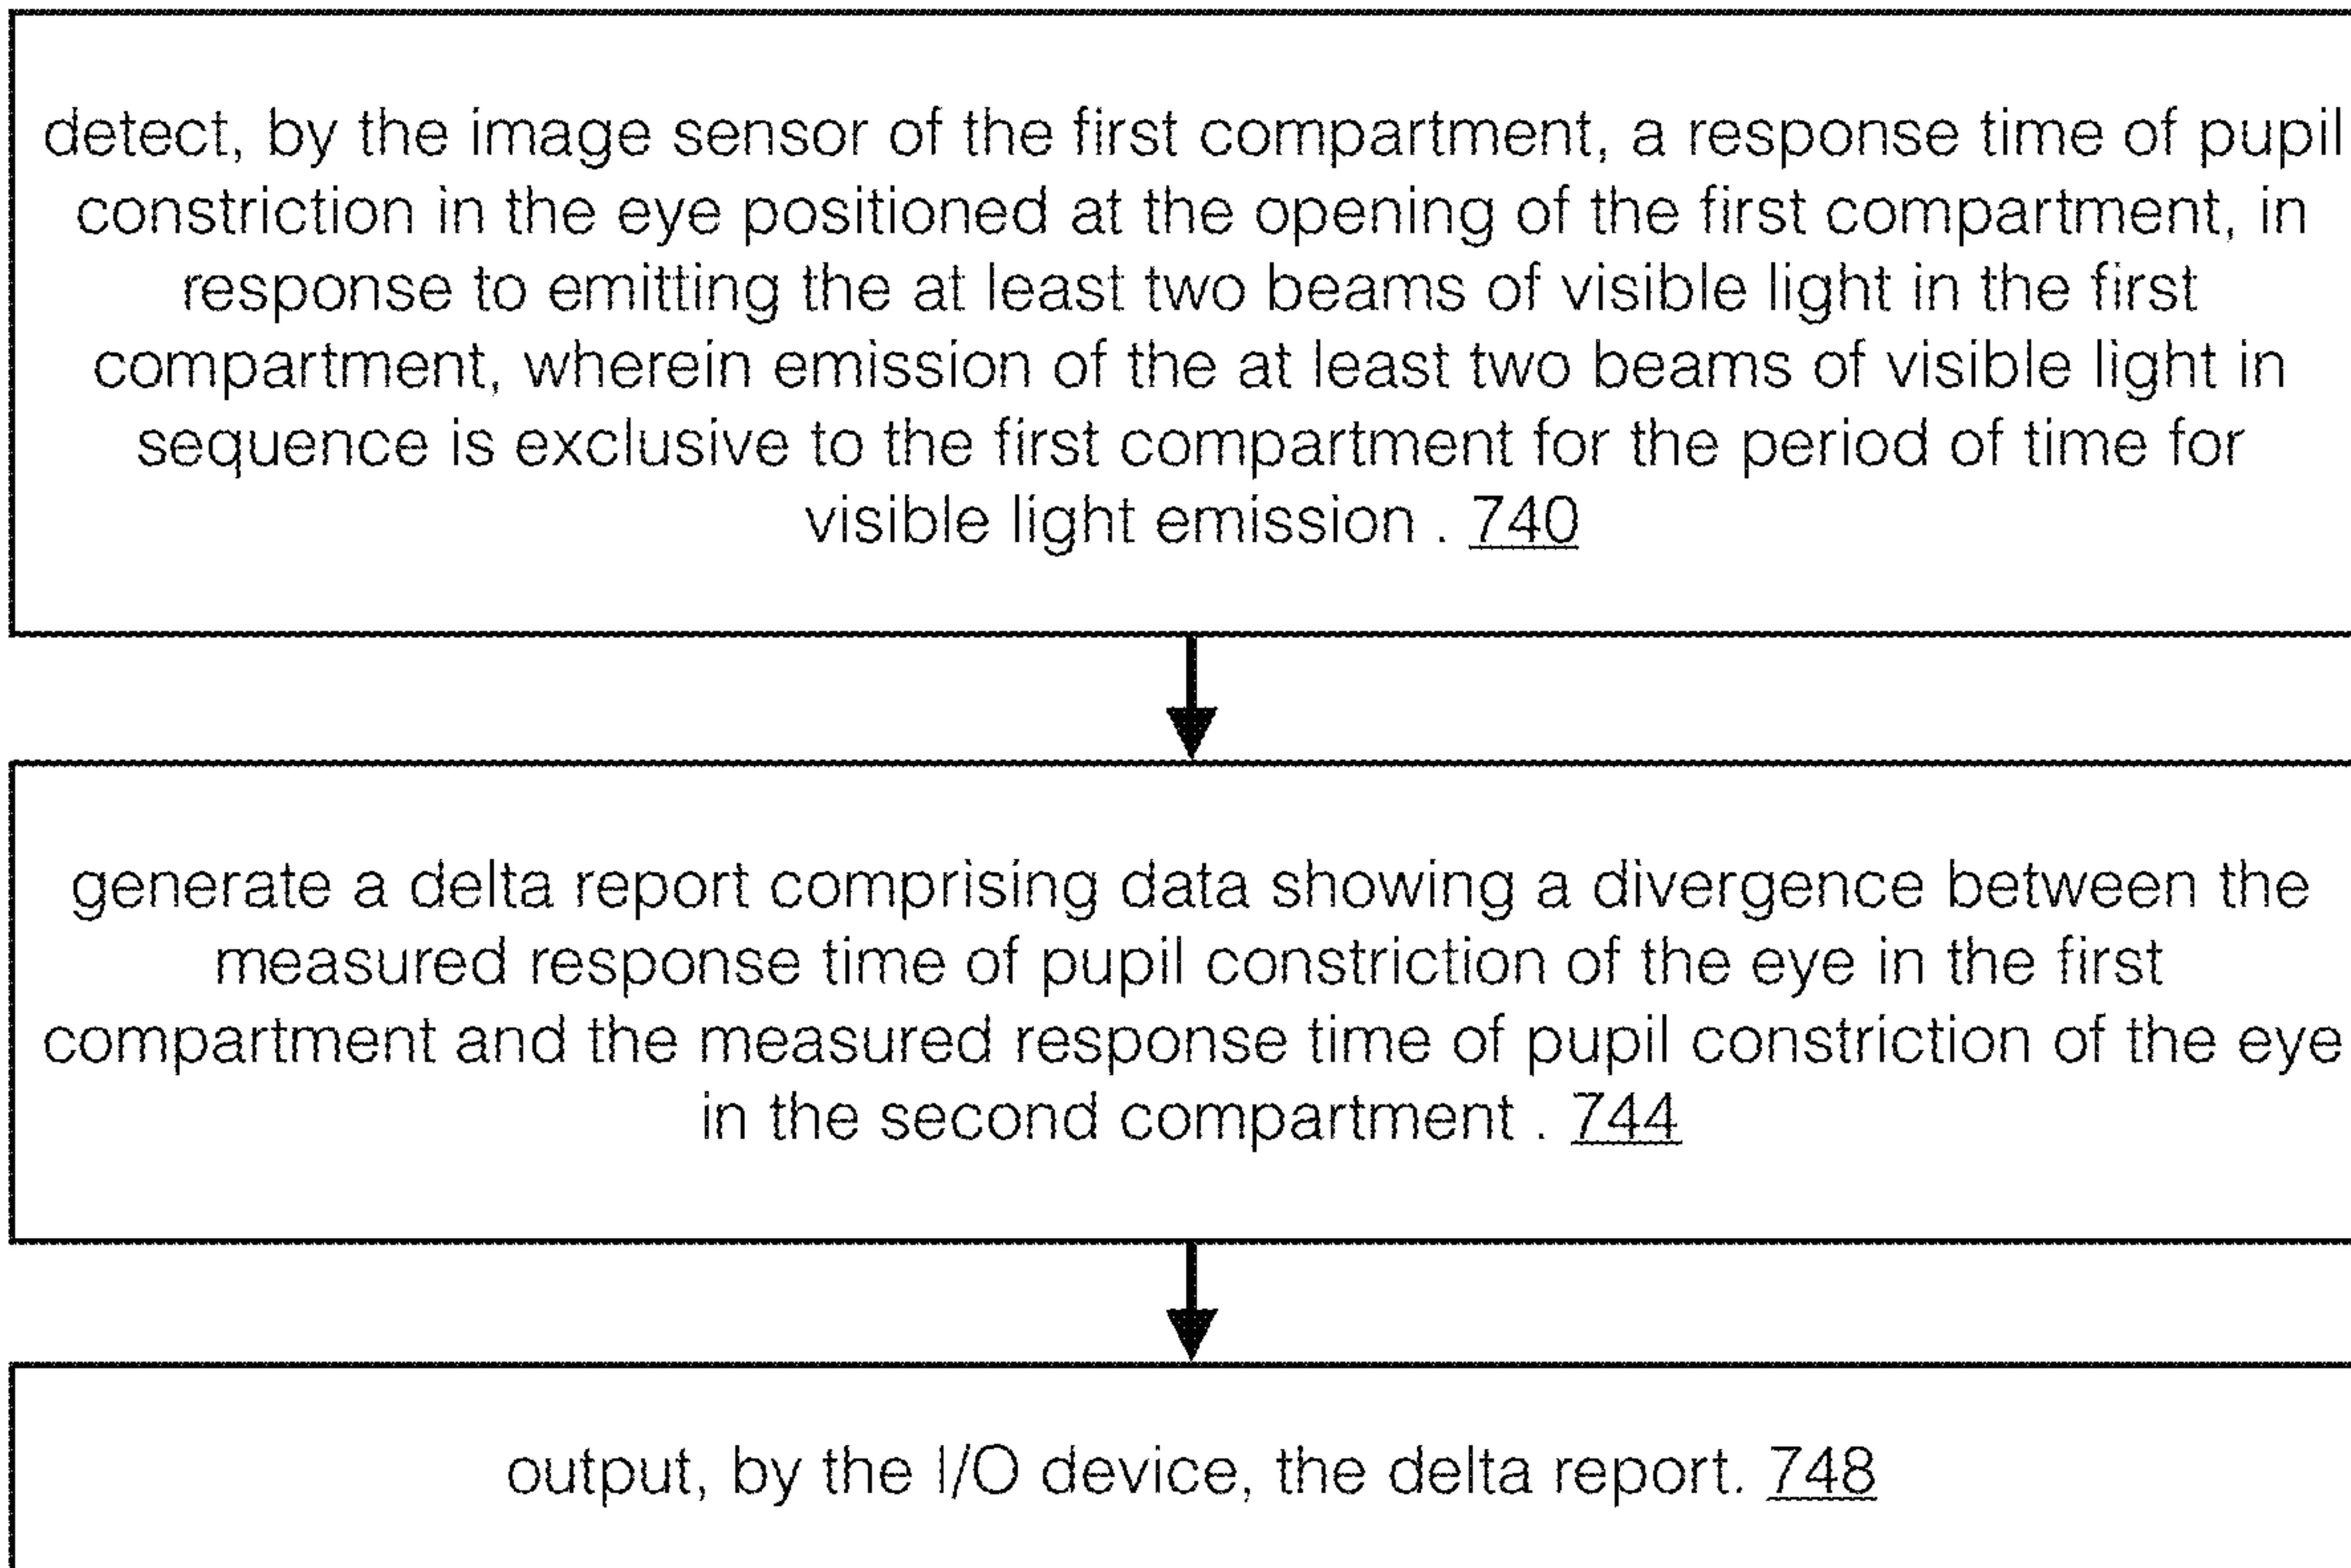 detect, by the image sensor of the first compartment, a response time of pupil
constriction in the eye positioned at the opening of the first compartment, in
response to emitting the at least two beams of visible light in the first
compartment, wherein emission of the at least two beams of visible light in
sequence is exclusive to the first compartment for the period of time for
visible light emission . 740
generate a delta report comprising data showing a divergence between the
measured response time of pupil constriction of the eye in the first
compartment and the measured response time of pupil constriction of the eye
in the second compartment . 744
output, by the I/O device, the delta report. 748